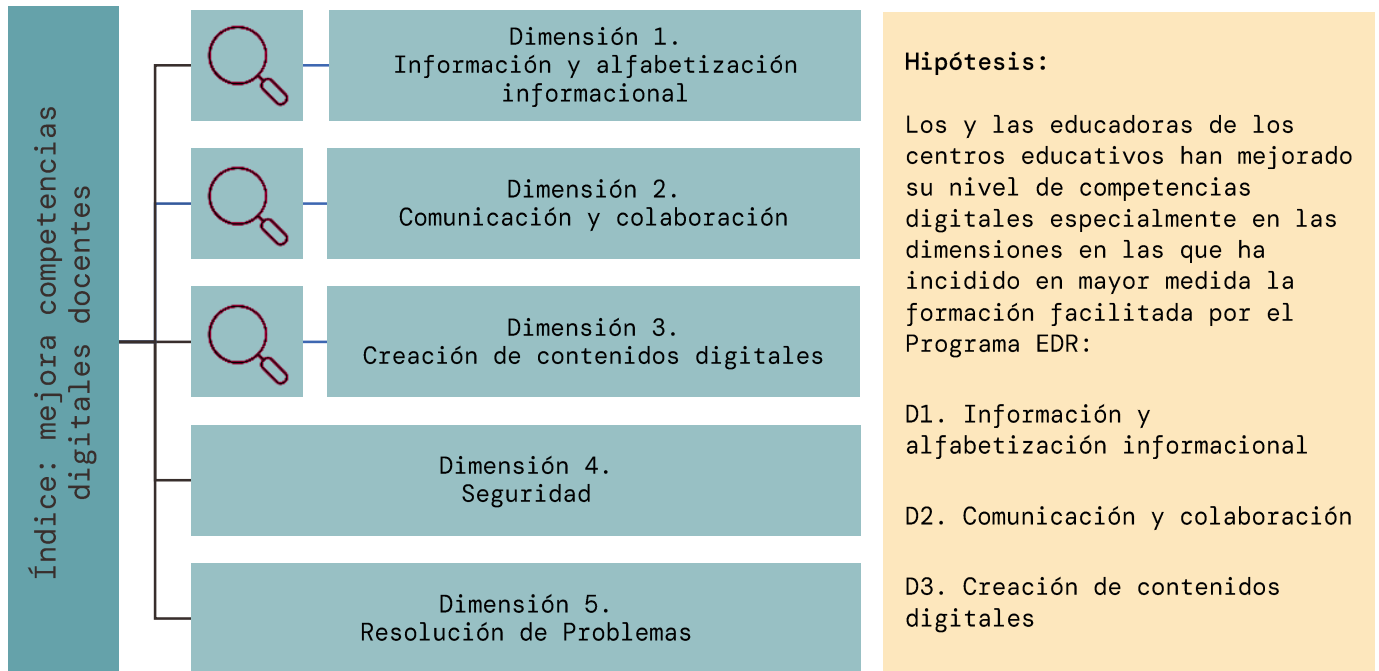 Índice: mejora competencias
digitales docentes
Dimensión 1.
Información y alfabetización
informacional
Dimensión 2.
Comunicación y colaboración
Dimensión 3.
Creación de contenidos digitales
Dimensión 4.
Seguridad
Dimensión 5.
Resolución de Problemas
Hipótesis:
Los y las educadoras de los
centros educativos han mejorado
su nivel de competencias
digitales especialmente en las
dimensiones en las que ha
incidido en mayor medida la
formación facilitada por el
Programa EDR:
D1. Información y
alfabetización informacional
D2. Comunicación y colaboración
D3. Creación de contenidos
digitales